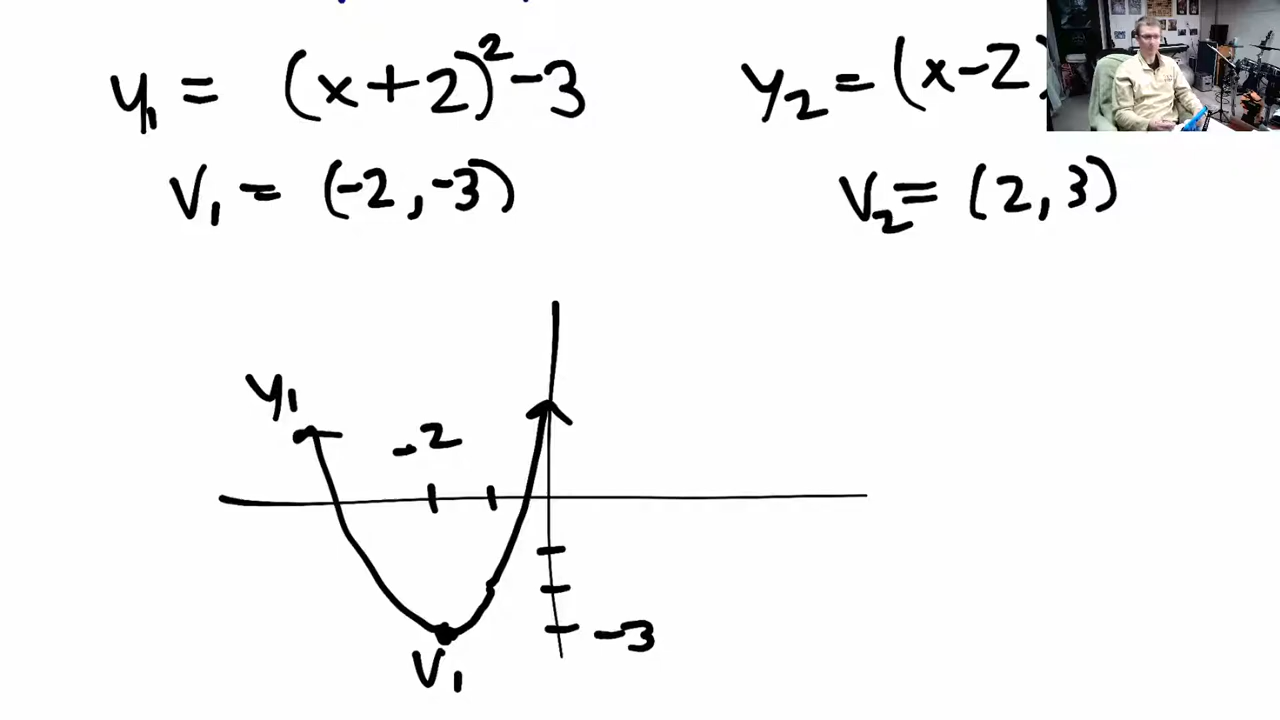 y₁ = (x+2)²-3
y₂ = (x-2
V₁ = (-2,-3)
V₂ = (2,3)
y₁
-2
-3
V₁